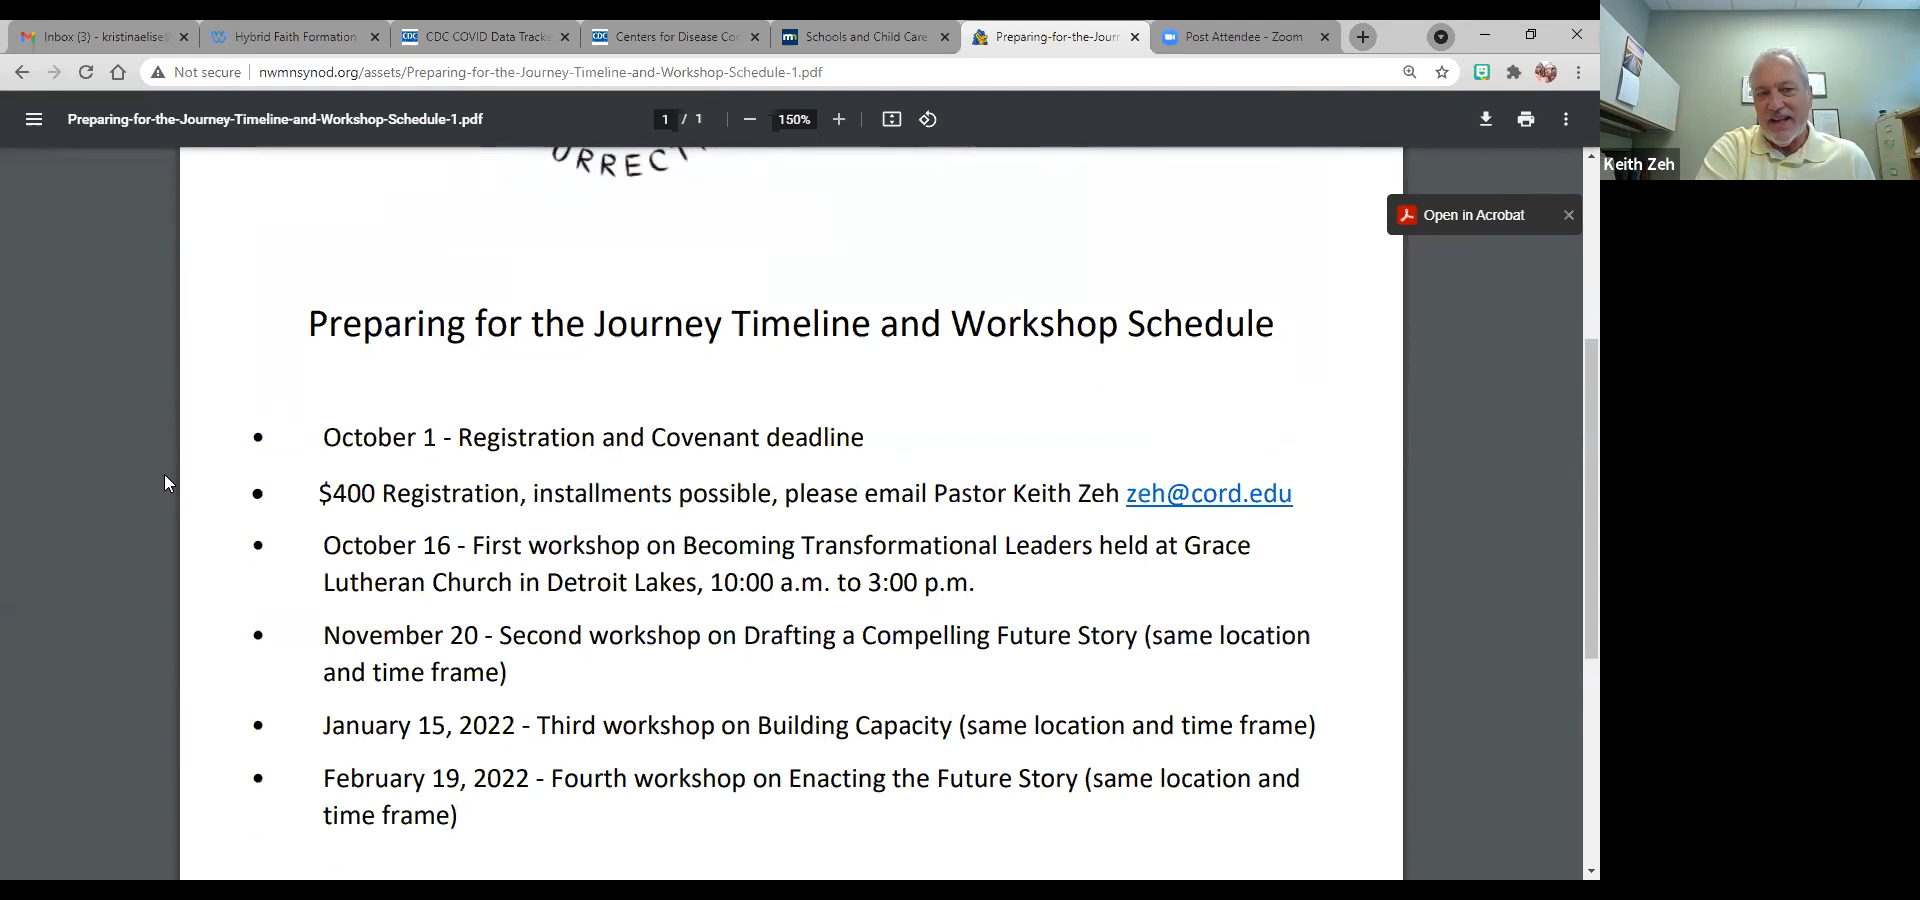 Inbox (3) - kristinaelise
Hybrid Faith Formation
CDC COVID Data Tracke
Centers for Disease Con
Schools and Child Care
Preparing-for-the-Jour
Post Attendee - Zoom
Not secure
nwmnsynod.org/assets/Preparing-for-the-Journey-Timeline-and-Workshop-Schedule-1.pdf
Preparing-for-the-Journey-Timeline-and-Workshop-Schedule-1.pdf
1 / 1
150%
Keith Zeh
Open in Acrobat
Preparing for the Journey Timeline and Workshop Schedule
• October 1 - Registration and Covenant deadline
• $400 Registration, installments possible, please email Pastor Keith Zeh zeh@cord.edu
• October 16 - First workshop on Becoming Transformational Leaders held at Grace
Lutheran Church in Detroit Lakes, 10:00 a.m. to 3:00 p.m.
• November 20 - Second workshop on Drafting a Compelling Future Story (same location
and time frame)
• January 15, 2022 - Third workshop on Building Capacity (same location and time frame)
• February 19, 2022 - Fourth workshop on Enacting the Future Story (same location and
time frame)